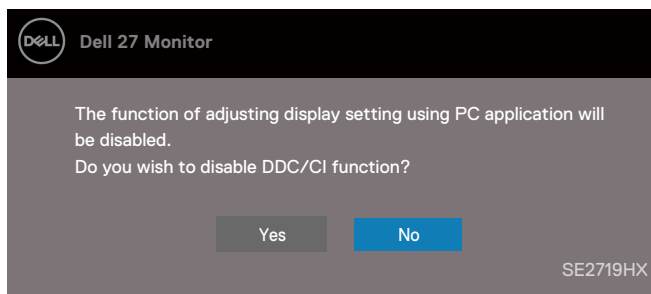 DELL
Dell 27 Monitor
The function of adjusting display setting using PC application will
be disabled.
Do you wish to disable DDC/CI function?
Yes
No
SE2719HX